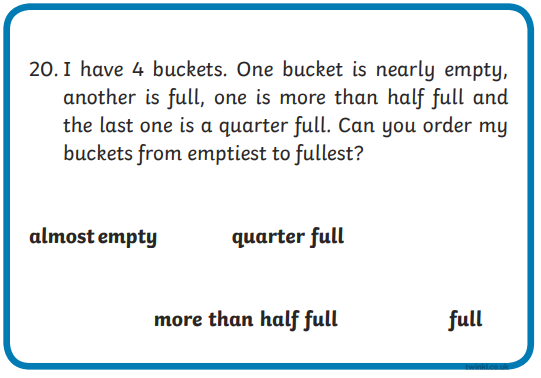 20. I have 4 buckets. One bucket is nearly empty,
another is full, one is more than half full and
the last one is a quarter full. Can you order my
buckets from emptiest to fullest?
almost empty quarter full
more than half full full
twinkl.co.uk